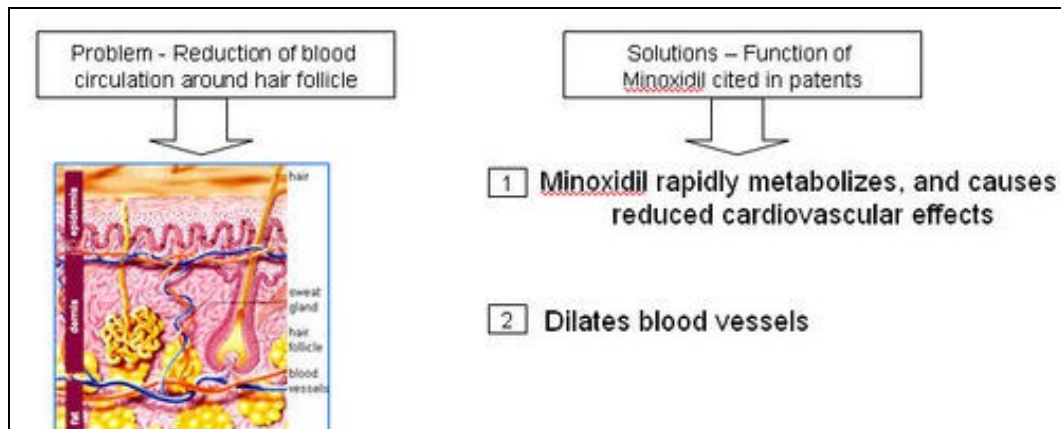 Problem - Reduction of blood
circulation around hair follicle
Solutions – Function of
Minoxidil cited in patents
1 Minoxidil rapidly metabolizes, and causes
reduced cardiovascular effects
2 Dilates blood vessels
epidermis
dermis
fat
hair
sweat
gland
hair
follicle
blood
vessels